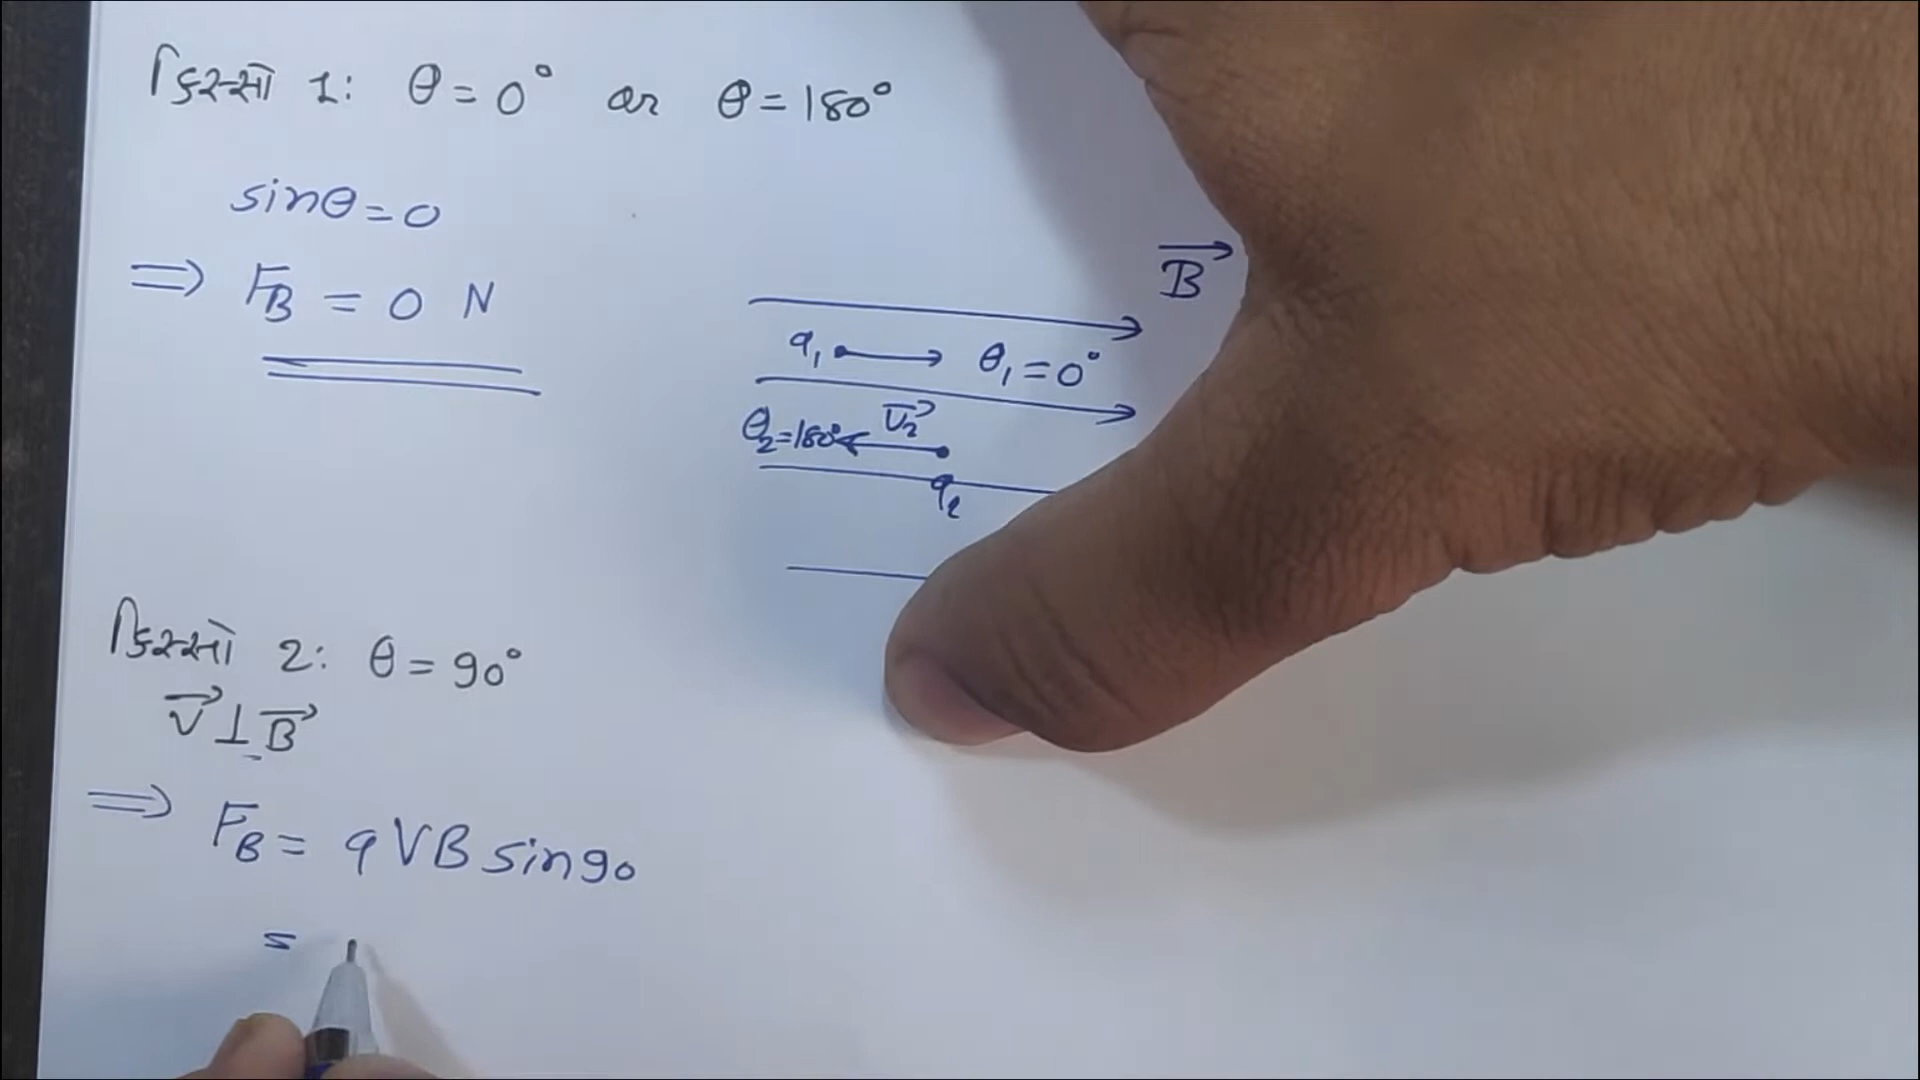 કિસ્સો 1: θ = 0° or θ = 180°
sinθ = 0
⇒ F_B = 0 N
B⃗
q₁ θ₁ = 0°
θ₂ = 180° v₂⃗
q₂
કિસ્સો 2: θ = 90°
V⃗ ⊥ B⃗
⇒ F_B = qVB sin90
=